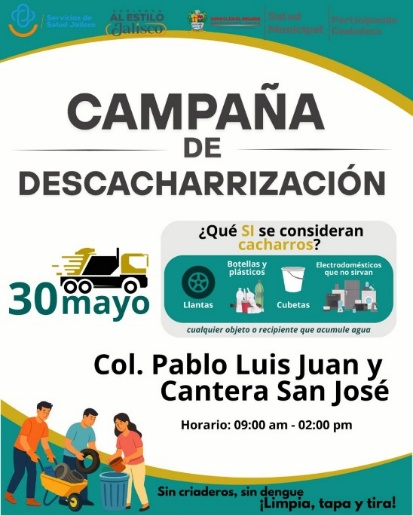 Servicios de
Salud Jalisco
AL ESTILO
Jalisco
Salud
Municipal
Participación
Ciudadana
CAMPAÑA
DE
DESCACHARRIZACIÓN
¿Qué SI se consideran
cacharros?
Llantas
Botellas y
plásticos
Cubetas
Electrodomésticos
que no sirvan
cualquier objeto o recipiente que acumule agua
30 mayo
Col. Pablo Luis Juan y
Cantera San José
Horario: 09:00 am - 02:00 pm
Sin criaderos, sin dengue
¡Limpia, tapa y tira!